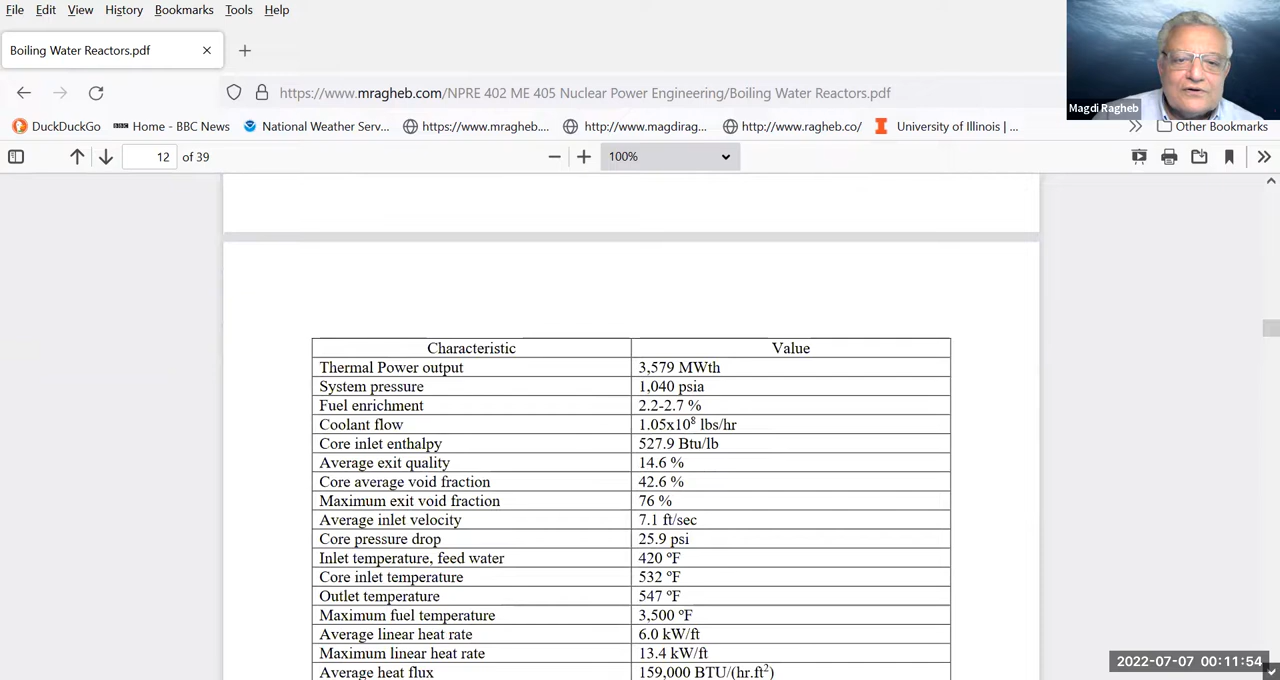 File Edit View History Bookmarks Tools Help
Boiling Water Reactors.pdf
https://www.mragheb.com/NPRE 402 ME 405 Nuclear Power Engineering/Boiling Water Reactors.pdf
Magdi Ragheb
DuckDuckGo BBC Home - BBC News National Weather Serv... https://www.mragheb.... http://www.magdirag... http://www.ragheb.co/ I University of Illinois | ... Other Bookmarks
12 of 39 100%
Characteristic Value
Thermal Power output 3,579 MWth
System pressure 1,040 psia
Fuel enrichment 2.2-2.7 %
Coolant flow 1.05x10⁸ lbs/hr
Core inlet enthalpy 527.9 Btu/lb
Average exit quality 14.6 %
Core average void fraction 42.6 %
Maximum exit void fraction 76 %
Average inlet velocity 7.1 ft/sec
Core pressure drop 25.9 psi
Inlet temperature, feed water 420 ºF
Core inlet temperature 532 ºF
Outlet temperature 547 ºF
Maximum fuel temperature 3,500 ºF
Average linear heat rate 6.0 kW/ft
Maximum linear heat rate 13.4 kW/ft
Average heat flux 159,000 BTU/(hr.ft²)
2022-07-07 00:11:54